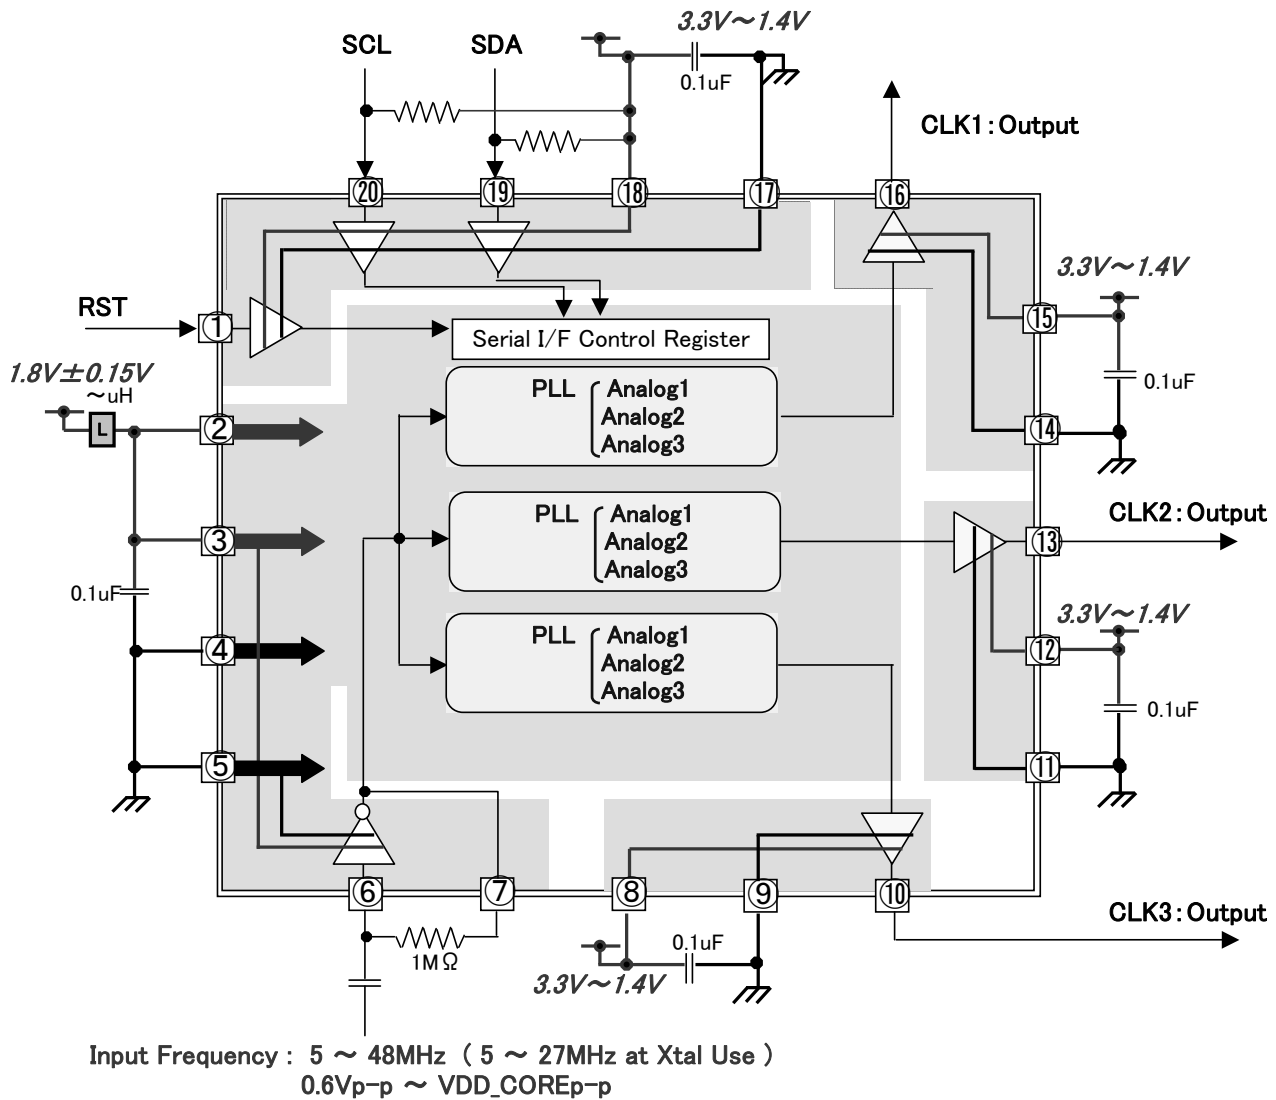 3.3V～1.4V
SCL
SDA
0.1uF
CLK1:Output
20
19
18
17
16
3.3V～1.4V
RST
1
15
Serial I/F Control Register
1.8V±0.15V
～uH
L
2
PLL Analog1
Analog2
Analog3
0.1uF
14
3
PLL Analog1
Analog2
Analog3
CLK2:Output
13
0.1uF
3.3V～1.4V
4
PLL Analog1
Analog2
Analog3
12
0.1uF
5
11
6
7
8
9
10
CLK3:Output
1MΩ
0.1uF
3.3V～1.4V
Input Frequency : 5 ～ 48MHz ( 5 ～ 27MHz at Xtal Use )
0.6Vp-p ～ VDD_COREp-p